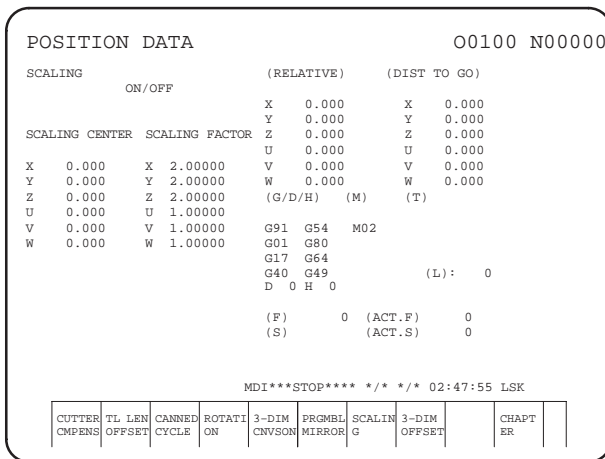 POSITION DATA O0100 N00000
SCALING (RELATIVE) (DIST TO GO)
ON/OFF
X 0.000 X 0.000
Y 0.000 Y 0.000
SCALING CENTER SCALING FACTOR Z 0.000 Z 0.000
U 0.000 U 0.000
X 0.000 X 2.00000 V 0.000 V 0.000
Y 0.000 Y 2.00000 W 0.000 W 0.000
Z 0.000 Z 2.00000 (G/D/H) (M) (T)
U 0.000 U 1.00000
V 0.000 V 1.00000 G91 G54 M02
W 0.000 W 1.00000 G01 G80
G17 G64
G40 G49 (L): 0
D 0 H 0
(F) 0 (ACT.F) 0
(S) (ACT.S) 0
MDI***STOP**** */* */* 02:47:55 LSK
CUTTER TL LEN CANNED ROTATI 3-DIM PRGMBL SCALIN 3-DIM CHAPT
CMPENS OFFSET CYCLE ON CNVSON MIRROR G OFFSET ER